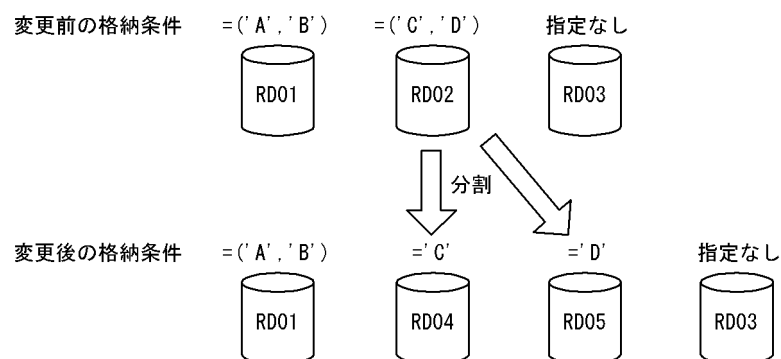 変更前の格納条件 =('A','B') =('C','D') 指定なし
RD01 RD02 RD03
分割
変更後の格納条件 =('A','B') ='C' ='D' 指定なし
RD01 RD04 RD05 RD03